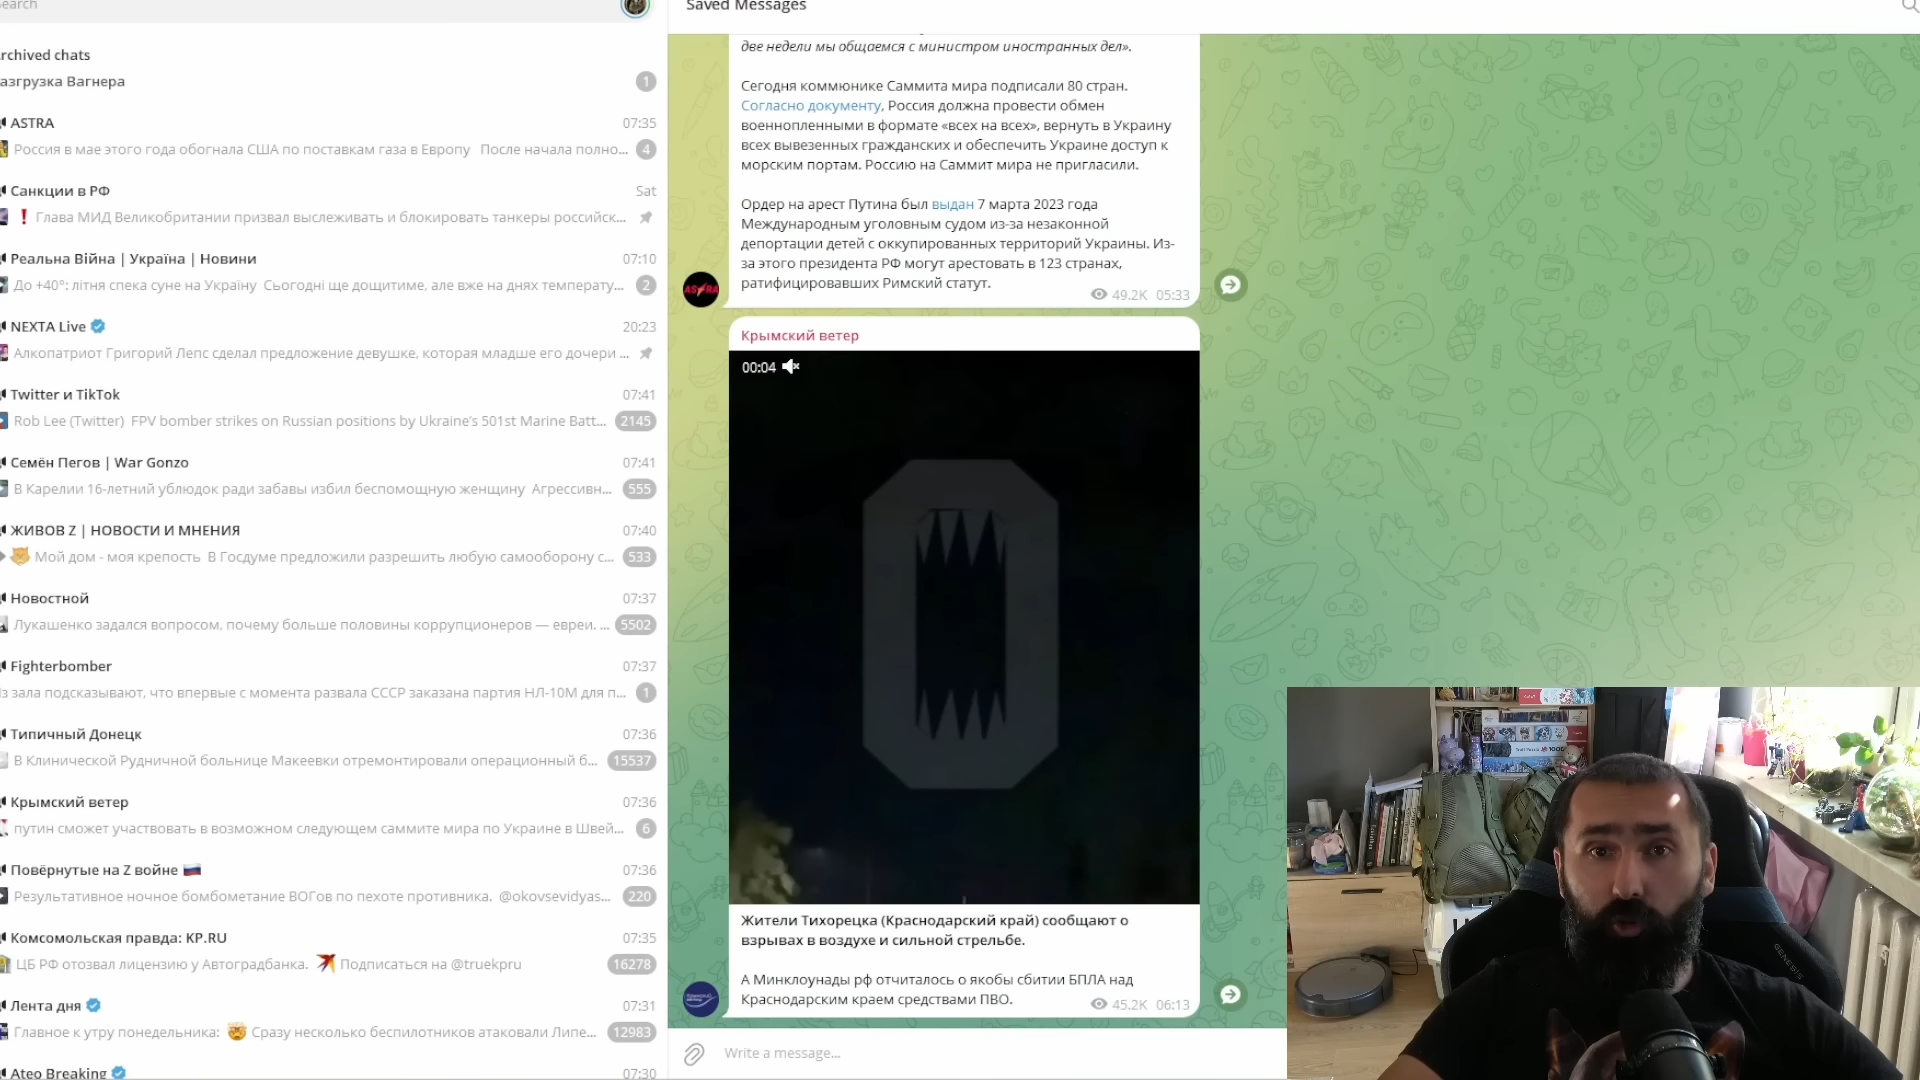 Search
Archived chats
Разгрузка Вагнера
1
ASTRA
07:35
Россия в мае этого года обогнала США по поставкам газа в Европу После начала полно...
4
Санкции в РФ
Sat
Глава МИД Великобритании призвал выслеживать и блокировать танкеры российск...
Реальна Війна | Україна | Новини
07:10
До +40°: літня спека суне на Україну Сьогодні ще дощитиме, але вже на днях температу...
2
NEXTA Live
20:23
Алкопатриот Григорий Лепс сделал предложение девушке, которая младше его дочери ...
Twitter и TikTok
07:41
Rob Lee (Twitter) FPV bomber strikes on Russian positions by Ukraine's 501st Marine Batt...
2145
Семён Пегов | War Gonzo
07:41
В Карелии 16-летний ублюдок ради забавы избил беспомощную женщину Агрессивн...
555
ЖИВОВ Z | НОВОСТИ И МНЕНИЯ
07:40
Мой дом - моя крепость В Госдуме предложили разрешить любую самооборону с...
533
Новостной
07:37
Лукашенко задался вопросом, почему больше половины коррупционеров — евреи. ...
5502
Fighterbomber
07:37
Из зала подсказывают, что впервые с момента развала СССР заказана партия НЛ-10М для п...
1
Типичный Донецк
07:36
В Клинической Рудничной больнице Макеевки отремонтировали операционный б...
15537
Крымский ветер
07:36
путин сможет участвовать в возможном следующем саммите мира по Украине в Швей...
6
Повёрнутые на Z войне
07:36
Результативное ночное бомбометание ВОГов по пехоте противника. @okovsevidyas...
220
Комсомольская правда: KP.RU
07:35
ЦБ РФ отозвал лицензию у Автоградбанка. Подписаться на @truekpru
16278
Лента дня
07:31
Главное к утру понедельника: Сразу несколько беспилотников атаковали Липе...
12983
Ateo Breaking
07:30
Saved Messages
две недели мы общаемся с министром иностранных дел».
Сегодня коммюнике Саммита мира подписали 80 стран.
Согласно документу, Россия должна провести обмен
военнопленными в формате «всех на всех», вернуть в Украину
всех вывезенных гражданских и обеспечить Украине доступ к
морским портам. Россию на Саммит мира не пригласили.
Ордер на арест Путина был выдан 7 марта 2023 года
Международным уголовным судом из-за незаконной
депортации детей с оккупированных территорий Украины. Из-
за этого президента РФ могут арестовать в 123 странах,
ратифицировавших Римский статут.
49.2K 05:33
ASTRA
Крымский ветер
00:04
Жители Тихорецка (Краснодарский край) сообщают о
взрывах в воздухе и сильной стрельбе.
А Минклоунады рф отчиталось о якобы сбитии БПЛА над
Краснодарским краем средствами ПВО.
45.2K 06:13
Write a message...
GENESIS